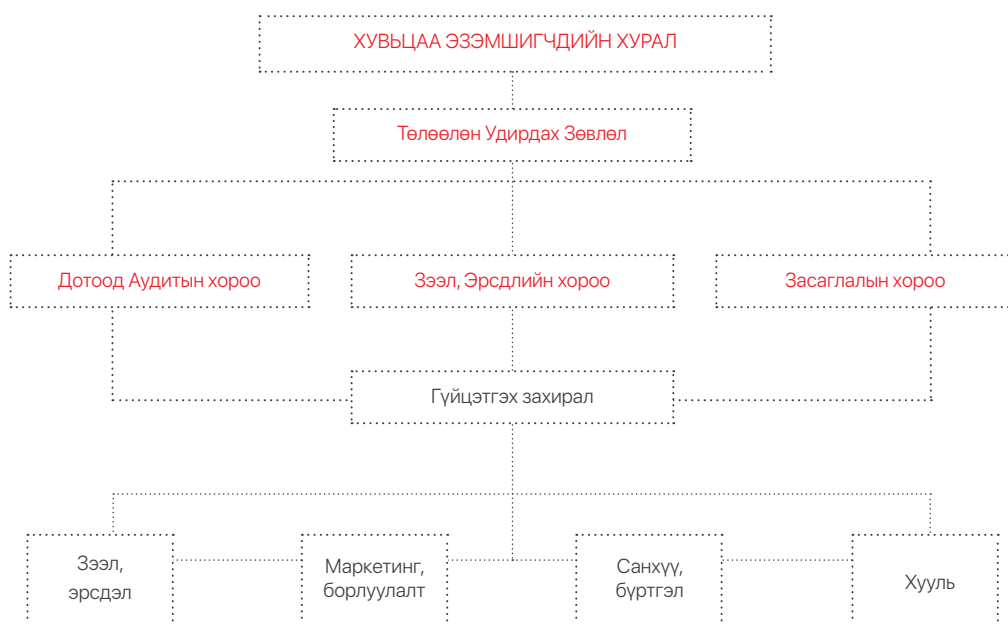 ХУВЬЦАА ЭЗЭМШИГЧДИЙН ХУРАЛ
Төлөөлөн Удирдах Зөвлөл
Дотоод Аудитын хороо
Зээл, Эрсдлийн хороо
Засаглалын хороо
Гүйцэтгэх захирал
Зээл,
эрсдэл
Маркетинг,
борлуулалт
Санхүү,
бүртгэл
Хууль